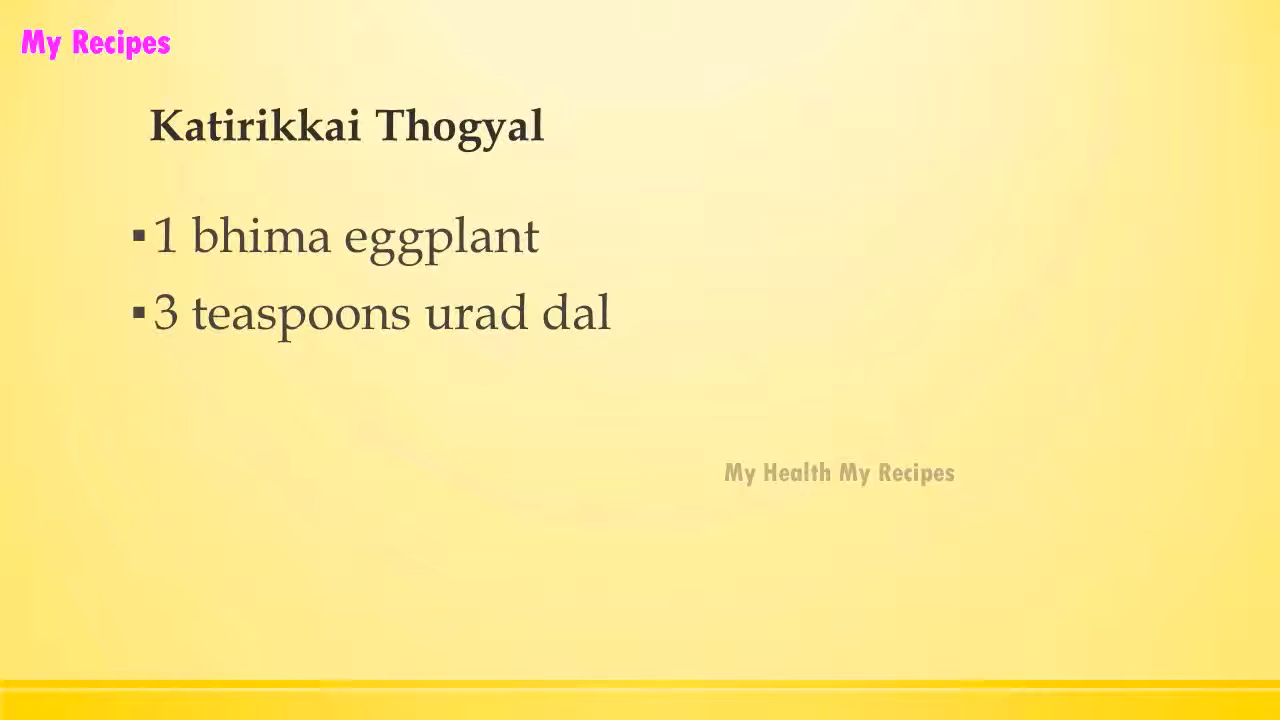 My Recipes
Katirikkai Thogyal
▪1 bhima eggplant
▪3 teaspoons urad dal
My Health My Recipes